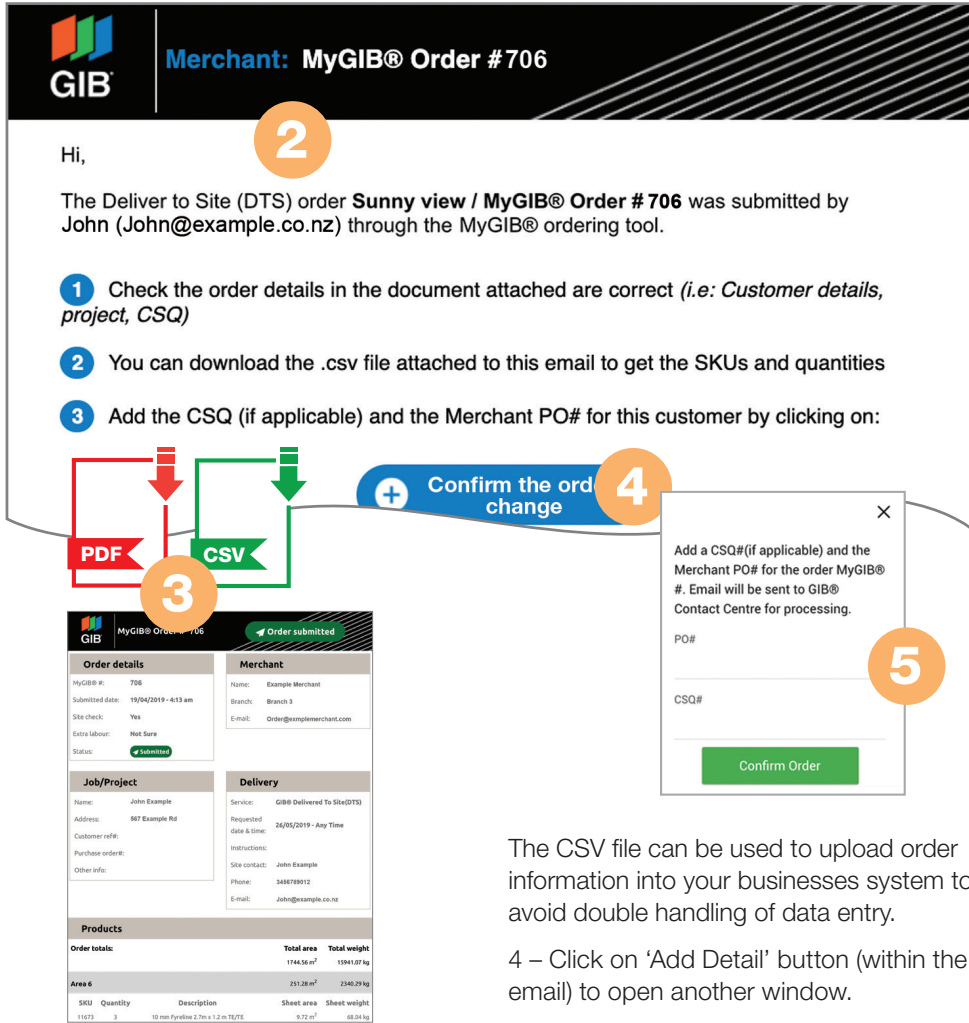 GIB
Merchant: MyGIB® Order #706
2
Hi,
The Deliver to Site (DTS) order Sunny view / MyGIB® Order # 706 was submitted by
John (John@example.co.nz) through the MyGIB® ordering tool.
1 Check the order details in the document attached are correct (i.e: Customer details,
project, CSQ)
2 You can download the .csv file attached to this email to get the SKUs and quantities
3 Add the CSQ (if applicable) and the Merchant PO# for this customer by clicking on:
Confirm the ord
change
4
PDF
CSV
3
Add a CSQ#(if applicable) and the
Merchant PO# for the order MyGIB®
#. Email will be sent to GIB®
Contact Centre for processing.
PO#
5
CSQ#
Confirm Order
GIB
MyGIB® Order # 706
Order submitted
Order details
MyGIB® #: 706
Submitted date: 19/04/2019 - 4:13 am
Site check: Yes
Extra labour: Not Sure
Status: Submitted
Merchant
Name: Example Merchant
Branch: Branch 3
E-mail: Order@exmplemerchant.com
Job/Project
Name: John Example
Address: 567 Example Rd
Customer ref#:
Purchase order#:
Other info:
Delivery
Service: GIB® Delivered To Site(DTS)
Requested
date & time: 26/05/2019 - Any Time
Instructions:
Site contact: John Example
Phone: 3456789012
E-mail: John@example.co.nz
Products
Order totals: Total area Total weight
1744.56 m² 15941.07 kg
Area 6 251.28 m² 2340.29 kg
SKU Quantity Description Sheet area Sheet weight
11673 3 10 mm Fyreline 2.7m x 1.2 m TE/TE 9.72 m² 68.04 kg
The CSV file can be used to upload order
information into your businesses system to
avoid double handling of data entry.
4 – Click on ‘Add Detail’ button (within the
email) to open another window.